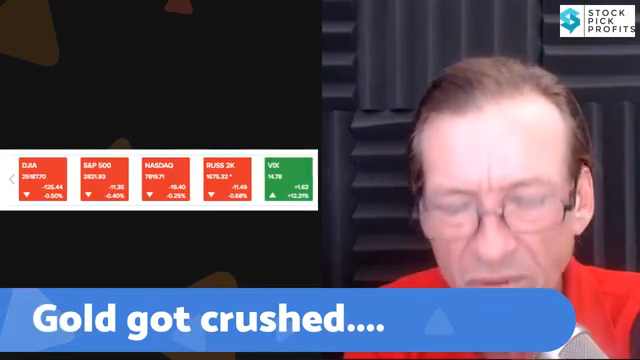 STOCK
PICK
PROFITS
DJIA
25187.70
-125.44
-0.50%
S&P 500
2821.93
-11.35
-0.40%
NASDAQ
7819.71
-19.40
-0.25%
RUSS 2K
1675.32 *
-11.49
-0.68%
VIX
14.78
+1.62
+12.31%
Gold got crushed....